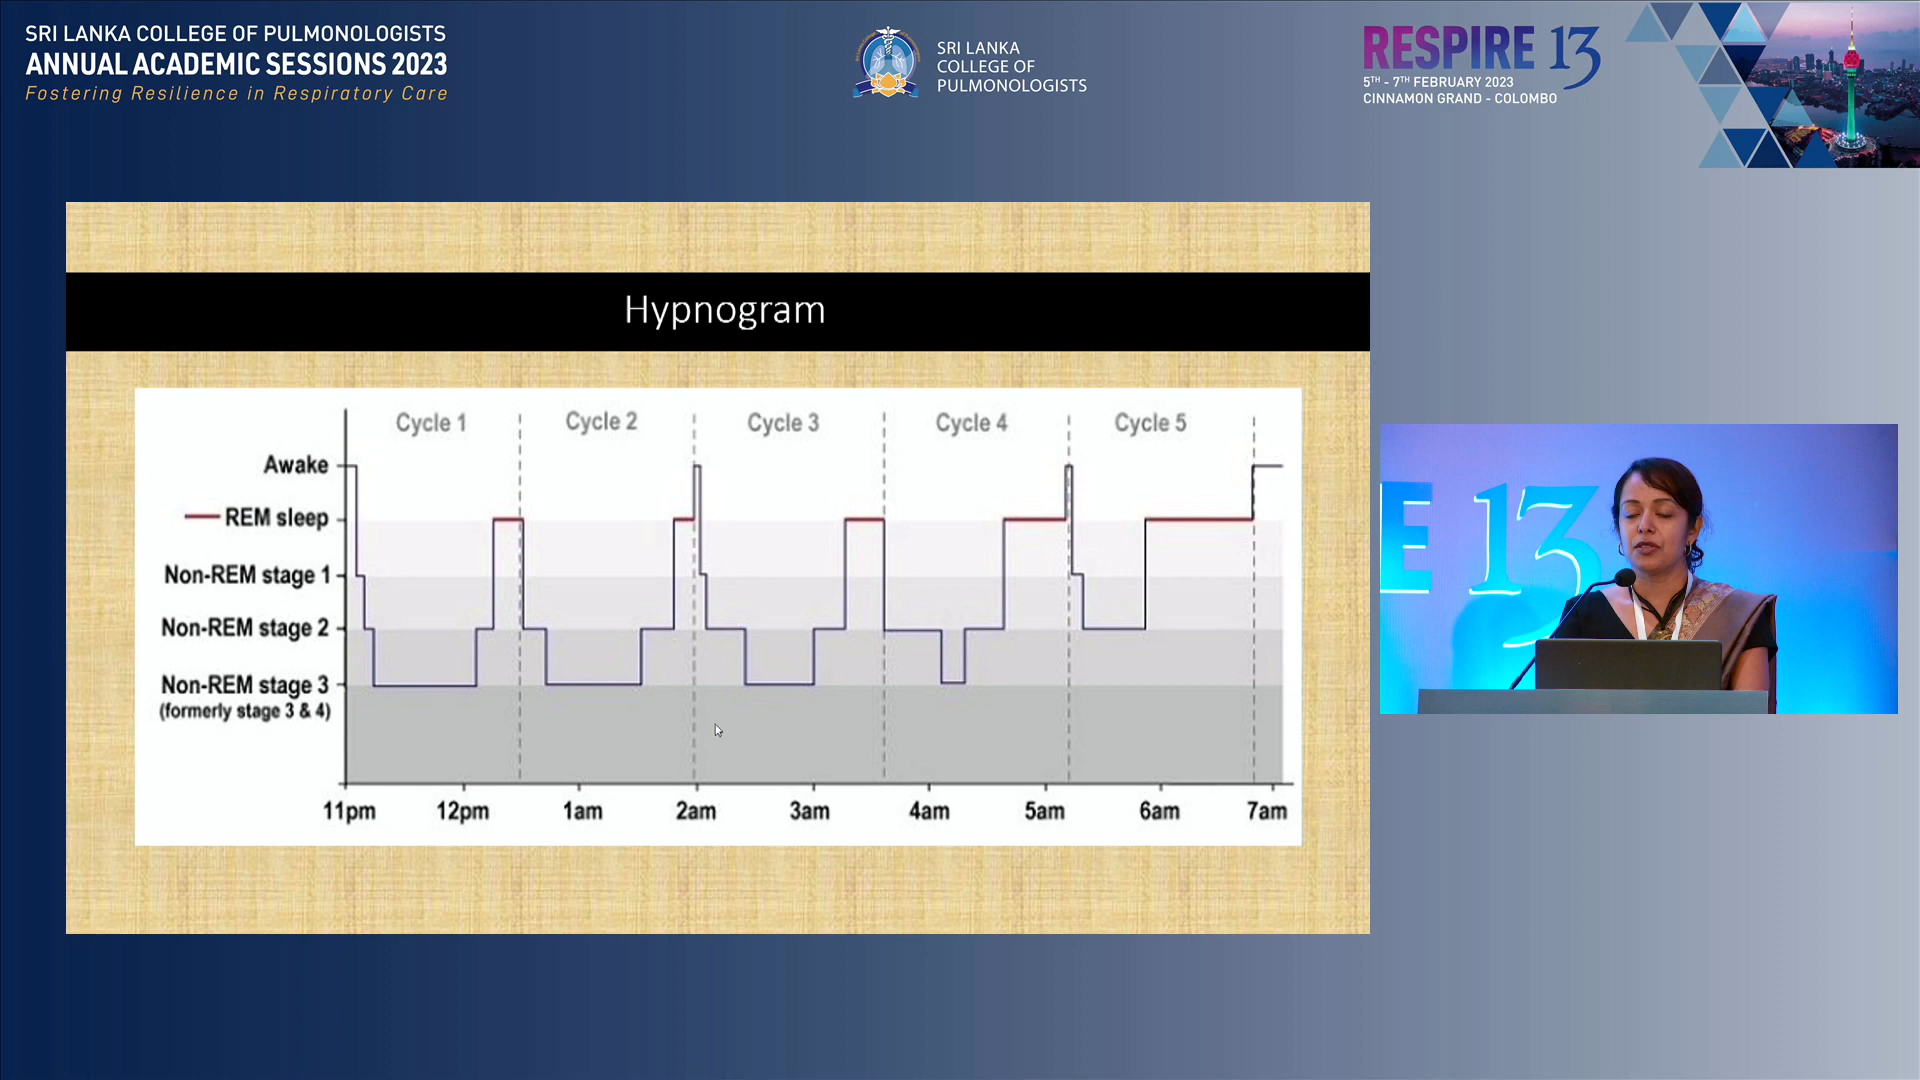 SRI LANKA COLLEGE OF PULMONOLOGISTS
ANNUAL ACADEMIC SESSIONS 2023
Fostering Resilience in Respiratory Care
SRI LANKA
COLLEGE OF
PULMONOLOGISTS
RESPIRE 13
5TH - 7TH FEBRUARY 2023
CINNAMON GRAND - COLOMBO
Hypnogram
Cycle 1 Cycle 2 Cycle 3 Cycle 4 Cycle 5
Awake
REM sleep
Non-REM stage 1
Non-REM stage 2
Non-REM stage 3
(formerly stage 3 & 4)
11pm 12pm 1am 2am 3am 4am 5am 6am 7am
E 13